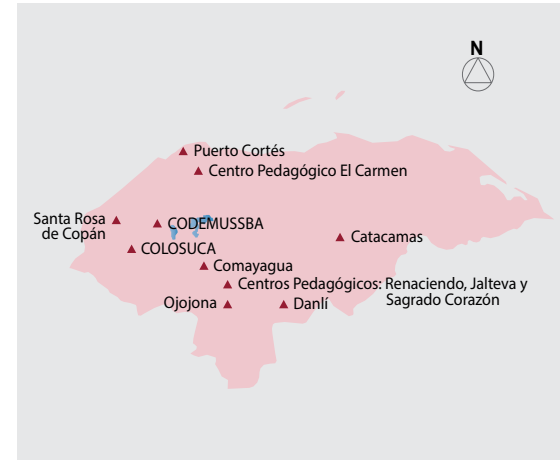 N
Puerto Cortés
Centro Pedagógico El Carmen
Santa Rosa
de Copán
CODEMUSSBA
COLOSUCA
Catacamas
Comayagua
Centros Pedagógicos: Renaciendo, Jalteva y
Sagrado Corazón
Ojojona
Danlí